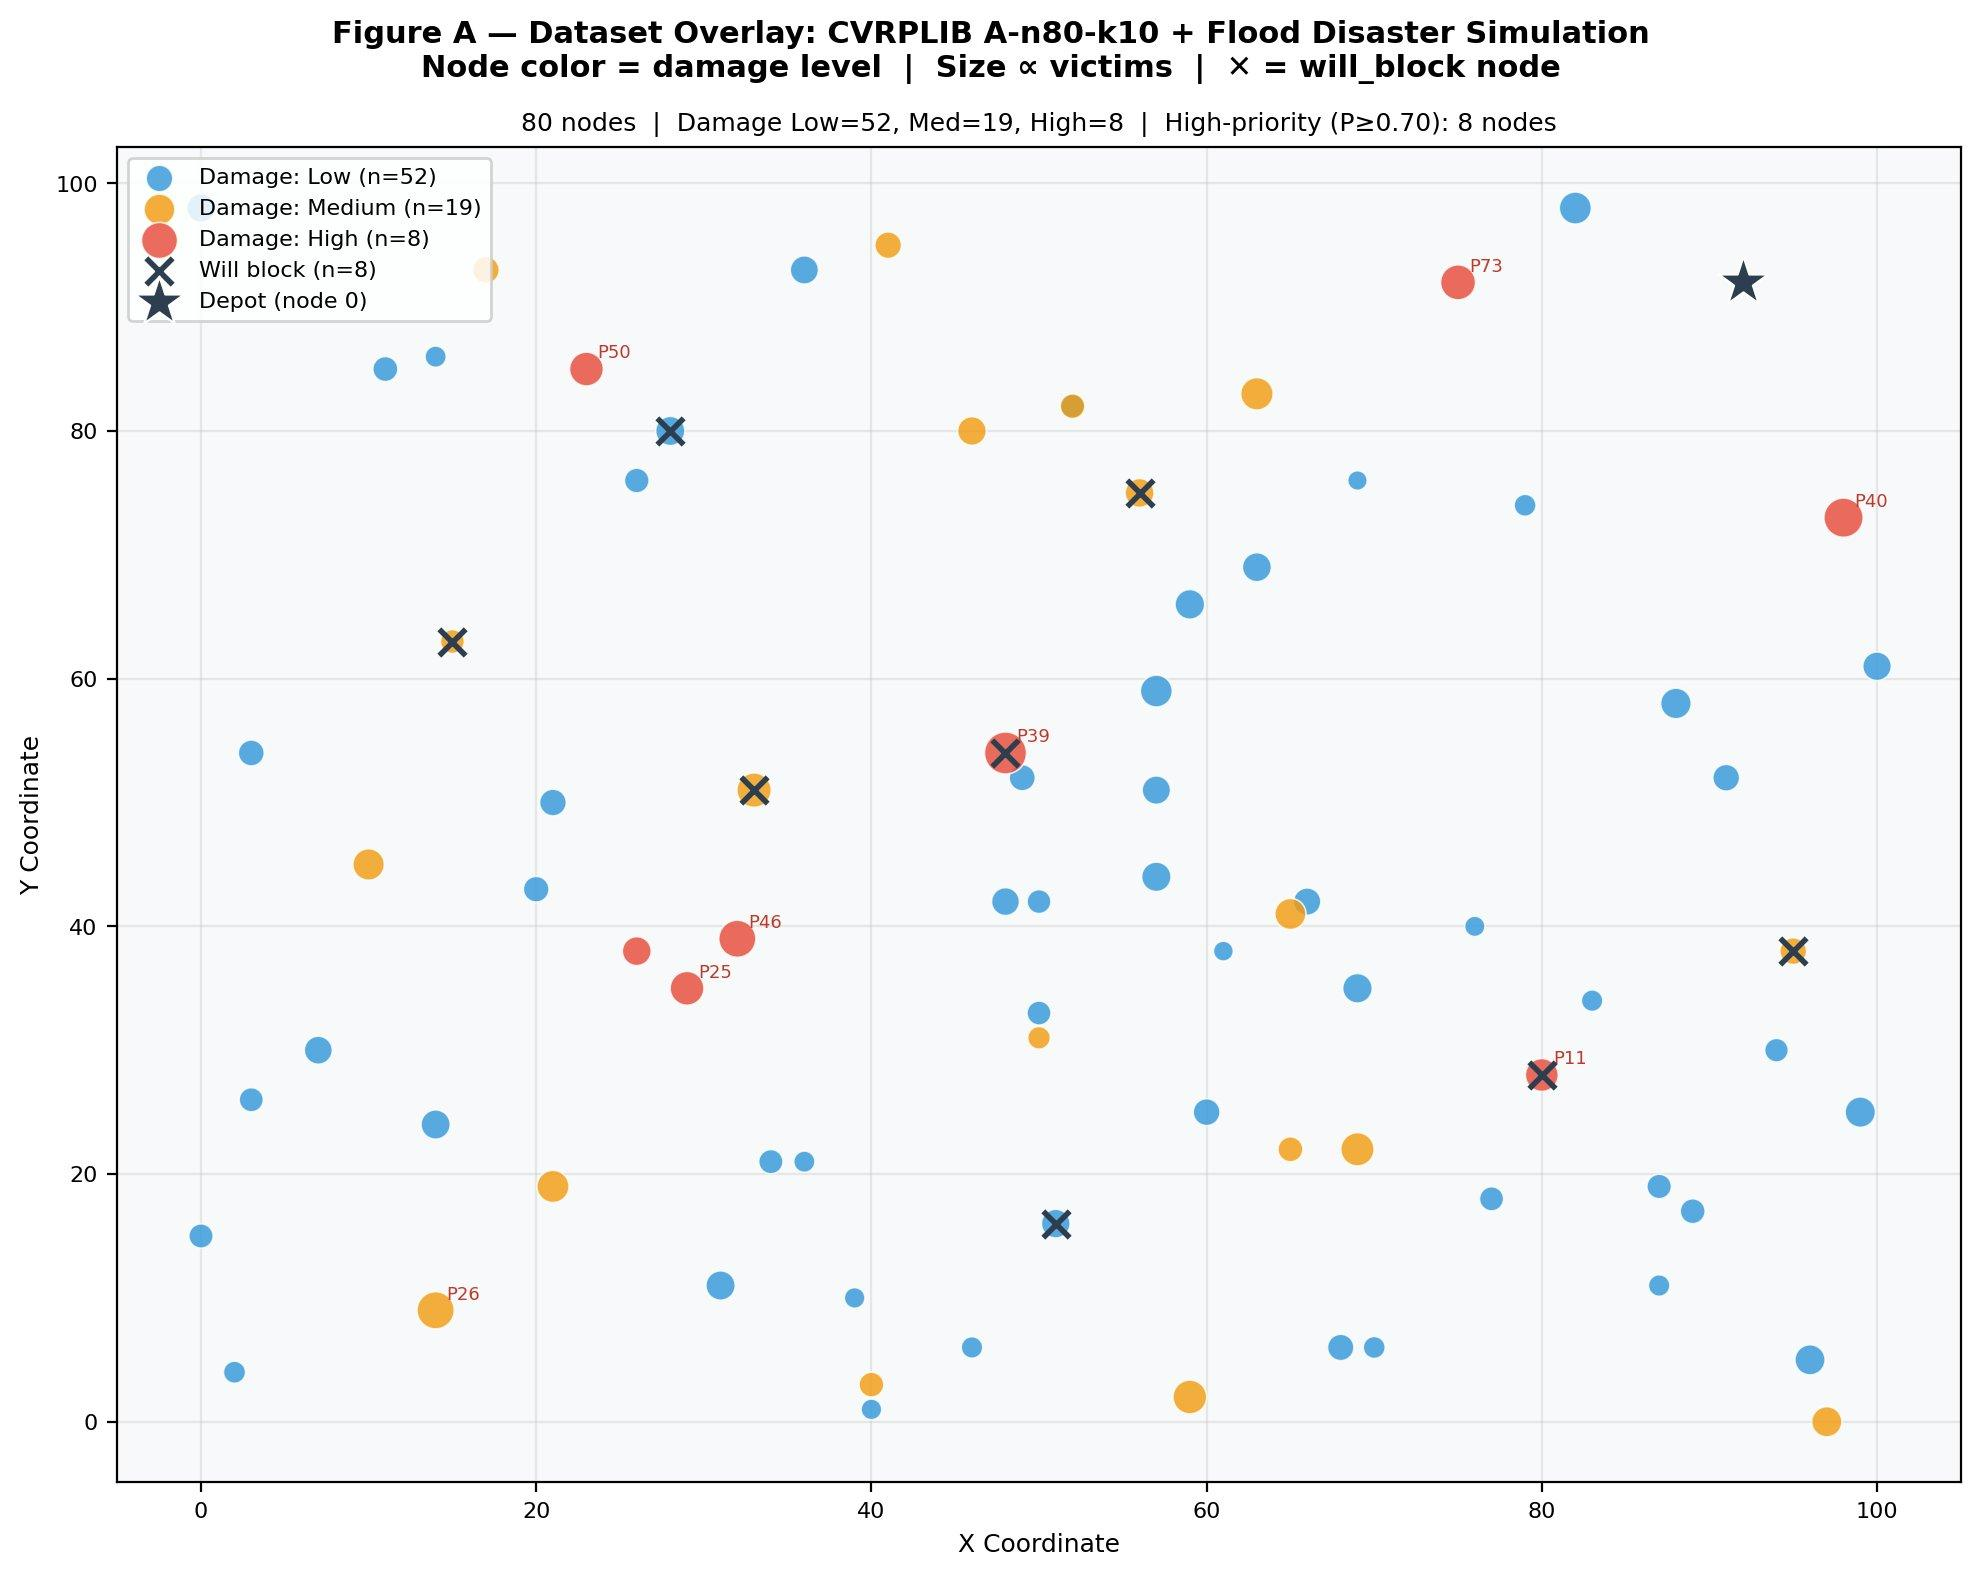 Figure A — Dataset Overlay: CVRPLIB A-n80-k10 + Flood Disaster Simulation
Node color = damage level | Size ∝ victims | × = will_block node
80 nodes | Damage Low=52, Med=19, High=8 | High-priority (P≥0.70): 8 nodes
Damage: Low (n=52)
Damage: Medium (n=19)
Damage: High (n=8)
Will block (n=8)
Depot (node 0)
P73
P50
P40
P39
P46
P25
P11
P26
Y Coordinate
100
80
60
40
20
0
0 20 40 60 80 100
X Coordinate